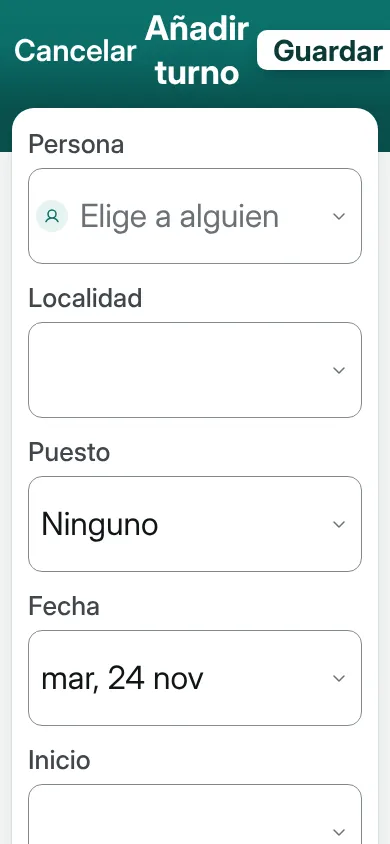 Cancelar
Añadir
turno
Guardar
Persona
Elige a alguien
Localidad
Puesto
Ninguno
Fecha
mar, 24 nov
Inicio